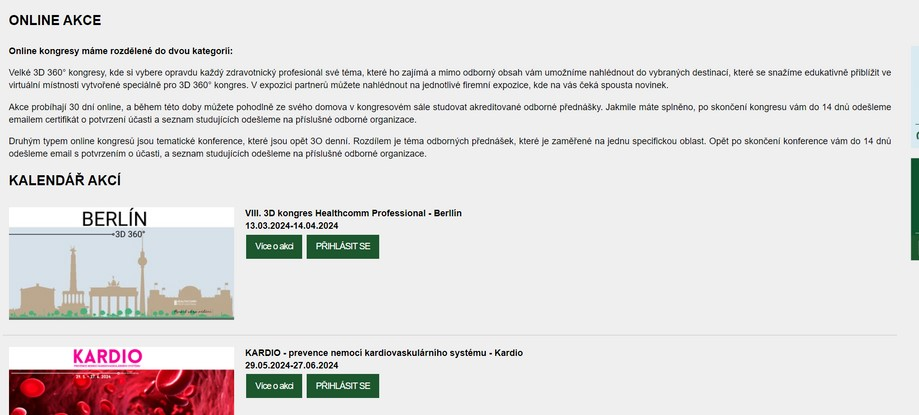 ONLINE AKCE
Online kongresy máme rozdělené do dvou kategorií:
Velké 3D 360° kongresy, kde si vybere opravdu každý zdravotnický profesionál své téma, které ho zajímá a mimo odborný obsah vám umožníme nahlédnout do vybraných destinací, které se snažíme edukativně přiblížit ve
virtuální místnosti vytvořené speciálně pro 3D 360° kongres. V expozici partnerů můžete nahlédnout na jednotlivé firemní expozice, kde na vás čeká spousta novinek.
Akce probíhají 30 dní online, a během této doby můžete pohodlně ze svého domova v kongresovém sále studovat akreditované odborné přednášky. Jakmile máte splněno, po skončení kongresu vám do 14 dnů odešleme
emailem certifikát o potvrzení účasti a seznam studujících odešleme na příslušné odborné organizace.
Druhým typem online kongresů jsou tematické konference, které jsou opět 3O denní. Rozdílem je téma odborných přednášek, které je zaměřené na jednu specifickou oblast. Opět po skončení konference vám do 14 dnů
odešleme email s potvrzením o účasti, a seznam studujících odešleme na příslušné odborné organizace.
KALENDÁŘ AKCÍ
BERLÍN
3D 360°
VIII. 3D kongres Healthcomm Professional - Berlín
13.03.2024-14.04.2024
Více o akci PŘIHLÁSIT SE
KARDIO
29. 5. - 27. 6. 2024
KARDIO - prevence nemocí kardiovaskulárního systému - Kardio
29.05.2024-27.06.2024
Více o akci PŘIHLÁSIT SE